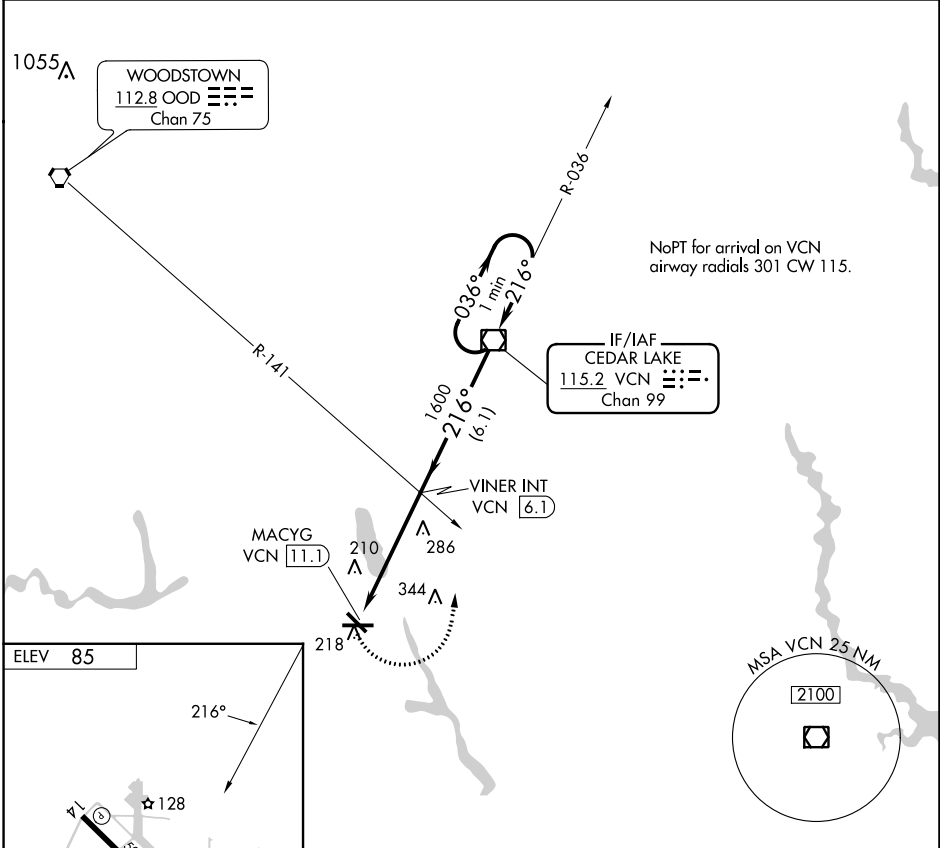 1055
WOODSTOWN
112.8 OOD
Chan 75
R-036
NoPT for arrival on VCN
airway radials 301 CW 115.
036°
1 min
216°
IF/IAF
CEDAR LAKE
115.2 VCN
Chan 99
R-141
1600
216°
(6.1)
VINER INT
VCN 6.1
MACYG
VCN 11.1
210
286
344
218
ELEV 85
MSA VCN 25 NM
2100
216°
128
14
P